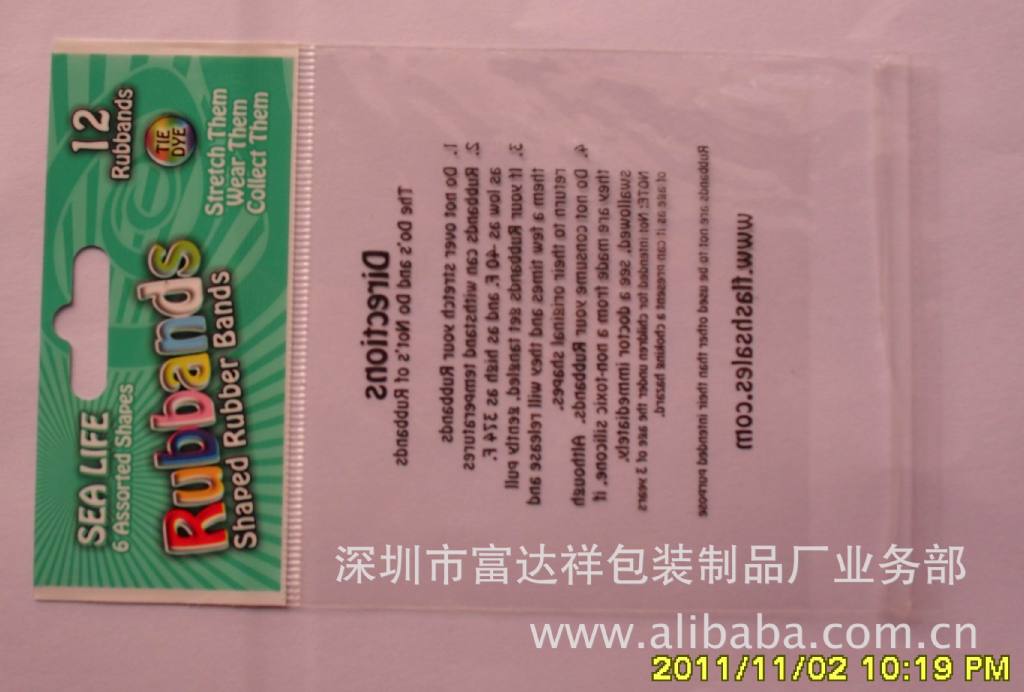 SEA LIFE
6 Assorted Shapes
12
Rubbands
TIE
DYE
Rubbands
Shaped Rubber Bands
Stretch Them
Wear Them
Collect Them
Directions
The Do's and Do Not's of Rubbands
1. Do not over stretch your Rubbands
2. Rubbands can withstand temperatures
as low as -40 F. and as high as 374 F.
3. If your Rubbands get tangled, gently pull
them a few times and they will release and
return to their original shapes.
4. Do not consume your Rubbands. Although
they are made from a non-toxic silicone. If
swallowed, see a doctor immediately.
NOTE: Not intended for children under the age of 3 years
of age as it can present a choking hazard.
Rubbands are not to be used other than their intended purpose
www.flashsales.com
深圳市富达祥包装制品厂业务部
www.alibaba.com.cn
2011/11/02 10:19 PM